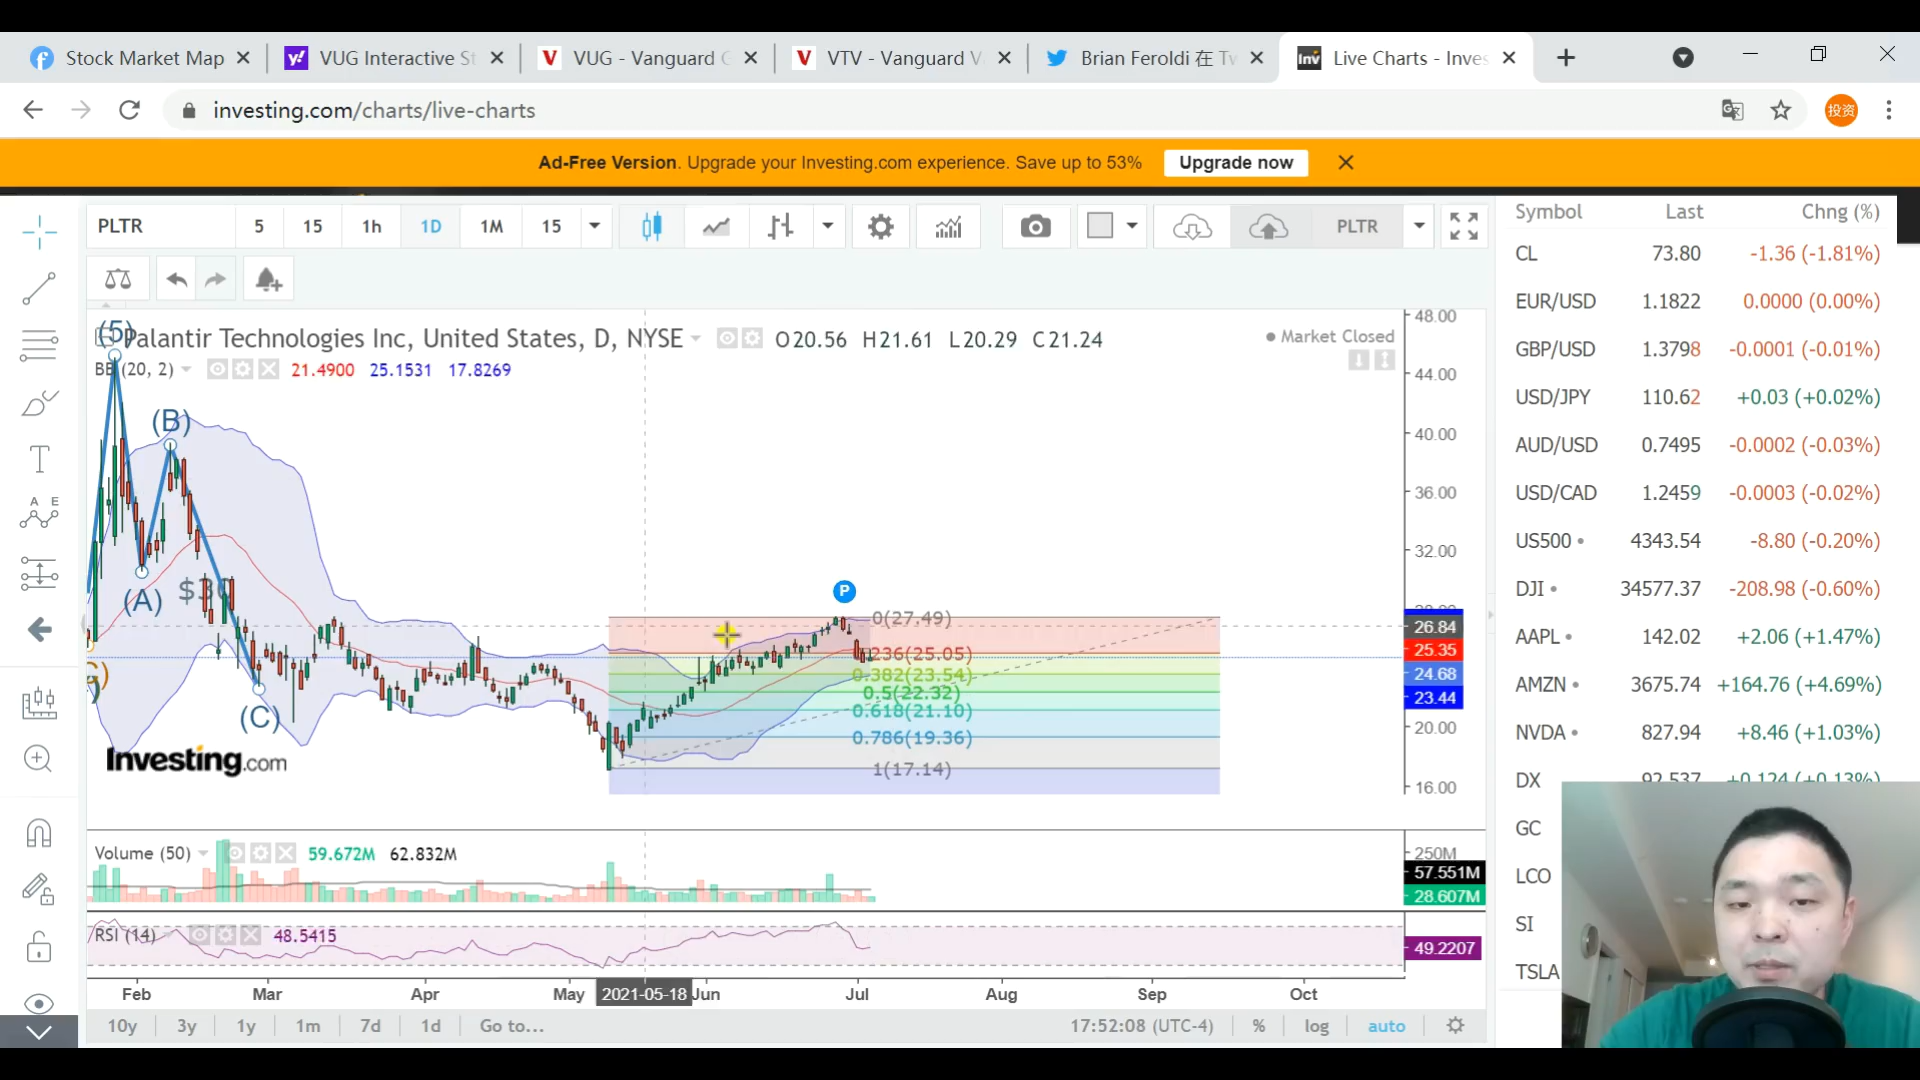 Stock Market Map
VUG Interactive St
VUG - Vanguard G
VTV - Vanguard V
Brian Feroldi 在 Tw
Live Charts - Inves
investing.com/charts/live-charts
投资
Ad-Free Version. Upgrade your Investing.com experience. Save up to 53%
Upgrade now
PLTR
5
15
1h
1D
1M
15
PLTR
Palantir Technologies Inc, United States, D, NYSE
O20.56 H21.61 L20.29 C21.24
Market Closed
BB (20, 2)
21.4900 25.1531 17.8269
(5)
(B)
(A)
$30
(C)
P
0(27.49)
0.236(25.05)
0.382(23.54)
0.5(22.32)
0.618(21.10)
0.786(19.36)
1(17.14)
Investing.com
48.00
44.00
40.00
36.00
32.00
26.84
25.35
24.68
23.44
20.00
16.00
Volume (50)
59.672M 62.832M
250M
57.551M
28.607M
RSI (14)
48.5415
49.2207
Feb
Mar
Apr
May
2021-05-18
Jun
Jul
Aug
Sep
Oct
10y
3y
1y
1m
7d
1d
Go to...
17:52:08 (UTC-4)
%
log
auto
Symbol Last Chng (%)
CL 73.80 -1.36 (-1.81%)
EUR/USD 1.1822 0.0000 (0.00%)
GBP/USD 1.3798 -0.0001 (-0.01%)
USD/JPY 110.62 +0.03 (+0.02%)
AUD/USD 0.7495 -0.0002 (-0.03%)
USD/CAD 1.2459 -0.0003 (-0.02%)
US500 4343.54 -8.80 (-0.20%)
DJI 34577.37 -208.98 (-0.60%)
AAPL 142.02 +2.06 (+1.47%)
AMZN 3675.74 +164.76 (+4.69%)
NVDA 827.94 +8.46 (+1.03%)
DX 92.537 +0.124 (+0.13%)
GC
LCO
SI
TSLA